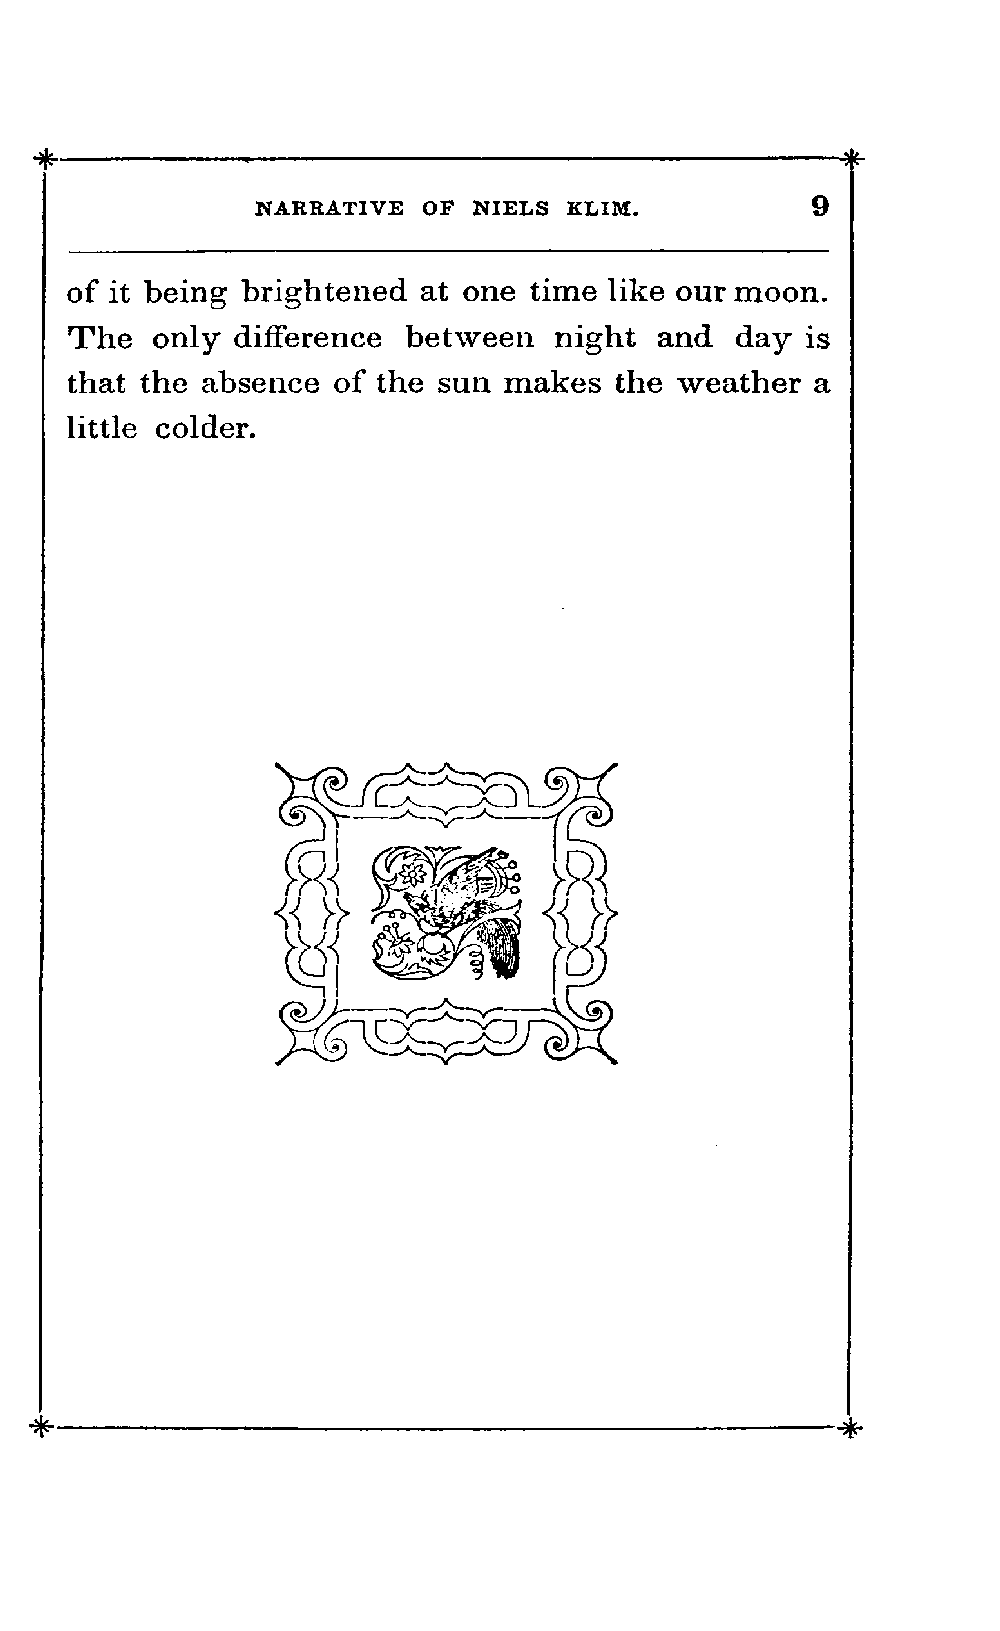 NARRATIVE OF NIELS KLIM. 9
of it being brightened at one time like our moon.
The only difference between night and day is
that the absence of the sun makes the weather a
little colder.